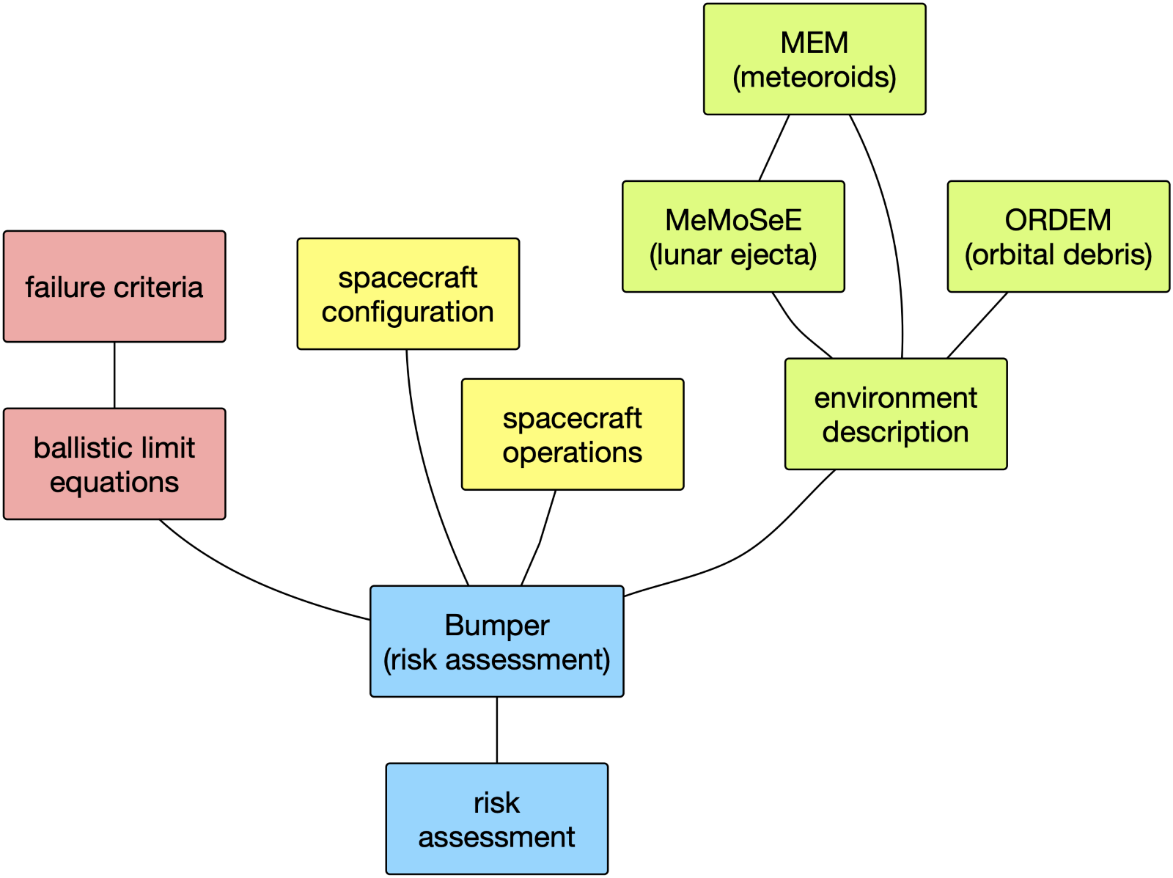 MEM
(meteoroids)
MeMoSeE
(lunar ejecta)
ORDEM
(orbital debris)
failure criteria
spacecraft
configuration
environment
description
spacecraft
operations
ballistic limit
equations
Bumper
(risk assessment)
risk
assessment